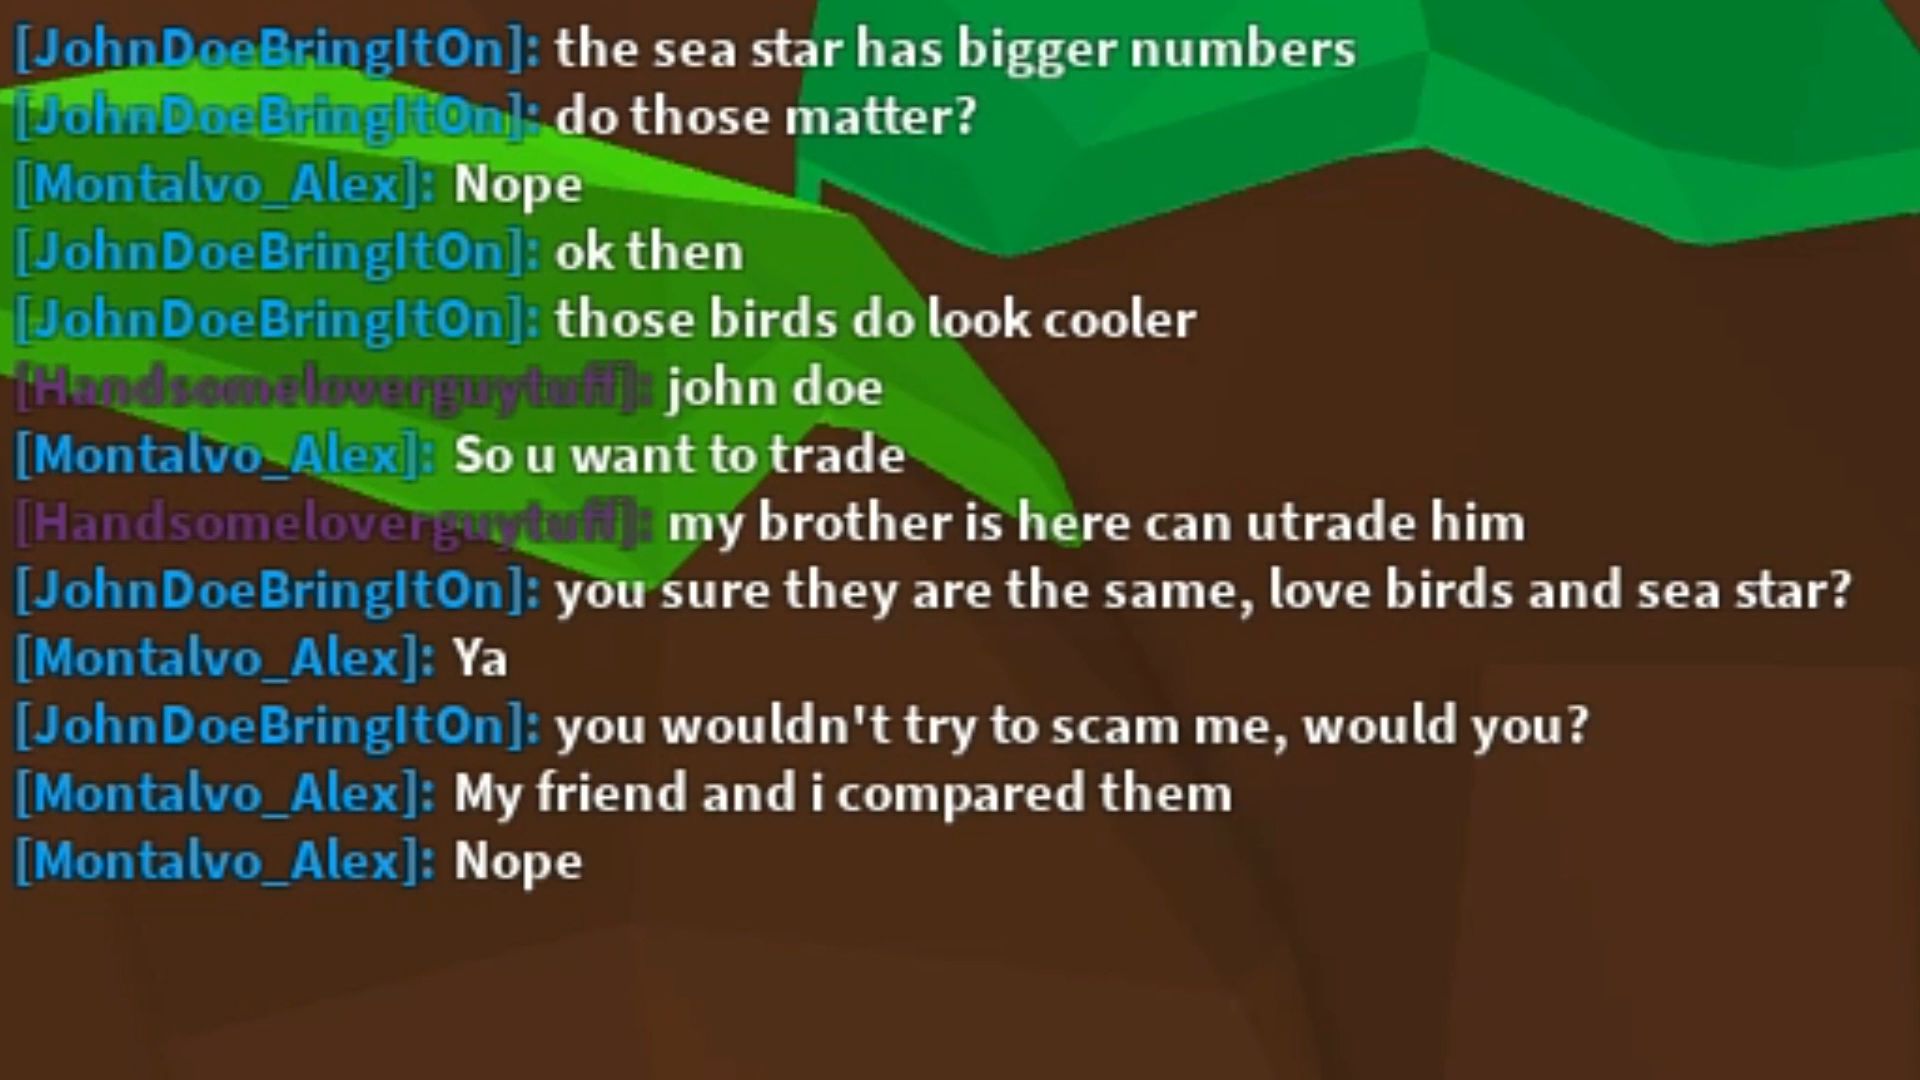 [JohnDoeBringItOn]: the sea star has bigger numbers
[JohnDoeBringItOn]: do those matter?
[Montalvo_Alex]: Nope
[JohnDoeBringItOn]: ok then
[JohnDoeBringItOn]: those birds do look cooler
[Handsomeloverguytuff]: john doe
[Montalvo_Alex]: So u want to trade
[Handsomeloverguytuff]: my brother is here can utrade him
[JohnDoeBringItOn]: you sure they are the same, love birds and sea star?
[Montalvo_Alex]: Ya
[JohnDoeBringItOn]: you wouldn't try to scam me, would you?
[Montalvo_Alex]: My friend and i compared them
[Montalvo_Alex]: Nope